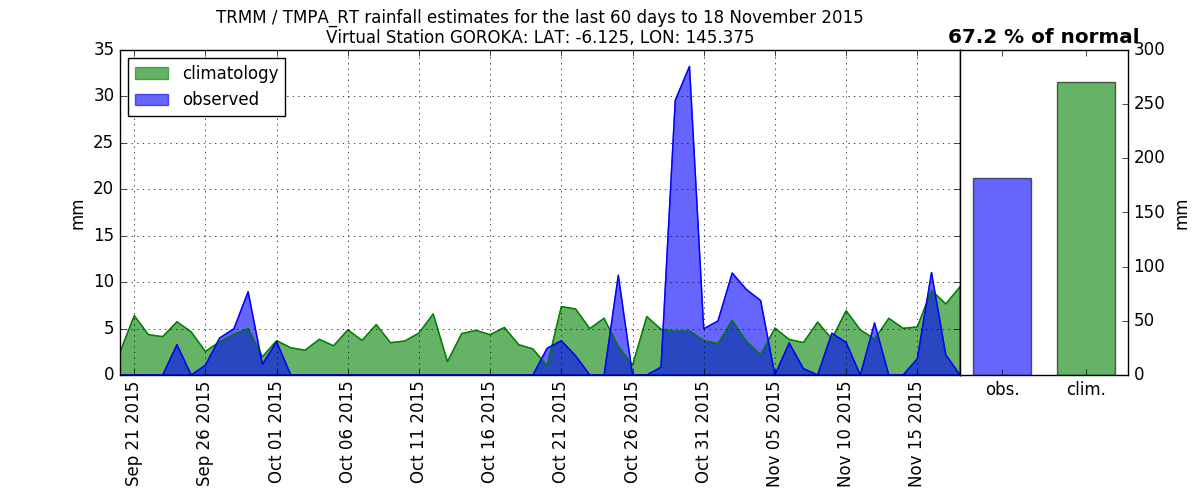 TRMM / TMPA_RT rainfall estimates for the last 60 days to 18 November 2015
Virtual Station GOROKA: LAT: -6.125, LON: 145.375
67.2 % of normal
climatology
observed
35
30
25
20
15
10
5
0
mm
Sep 21 2015
Sep 26 2015
Oct 01 2015
Oct 06 2015
Oct 11 2015
Oct 16 2015
Oct 21 2015
Oct 26 2015
Oct 31 2015
Nov 05 2015
Nov 10 2015
Nov 15 2015
obs.
clim.
300
250
200
150
100
50
0
mm